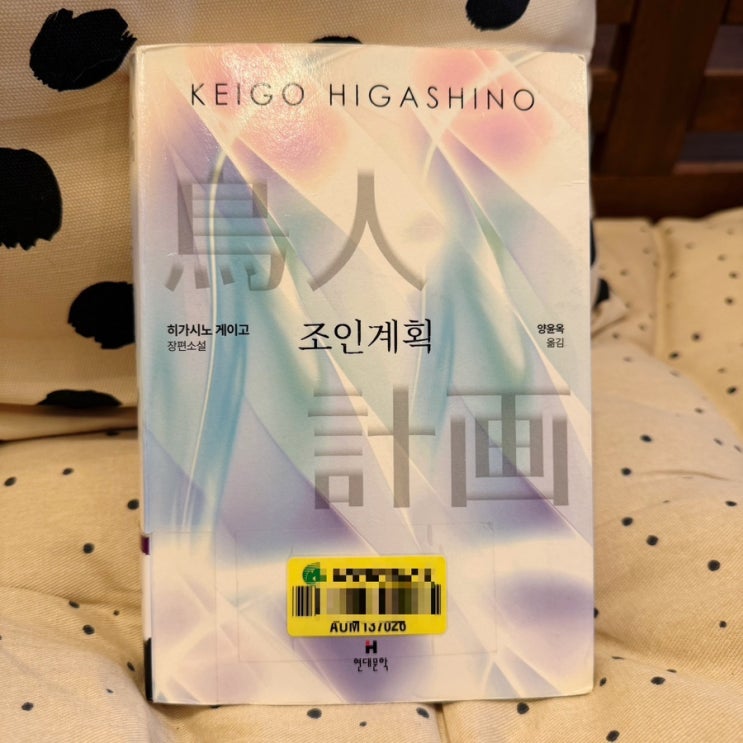 KEIGO HIGASHINO
鳥人
히가시노 게이고
장편소설
조인계획
양윤옥
옮김
計画
AUM137026
H
현대문학